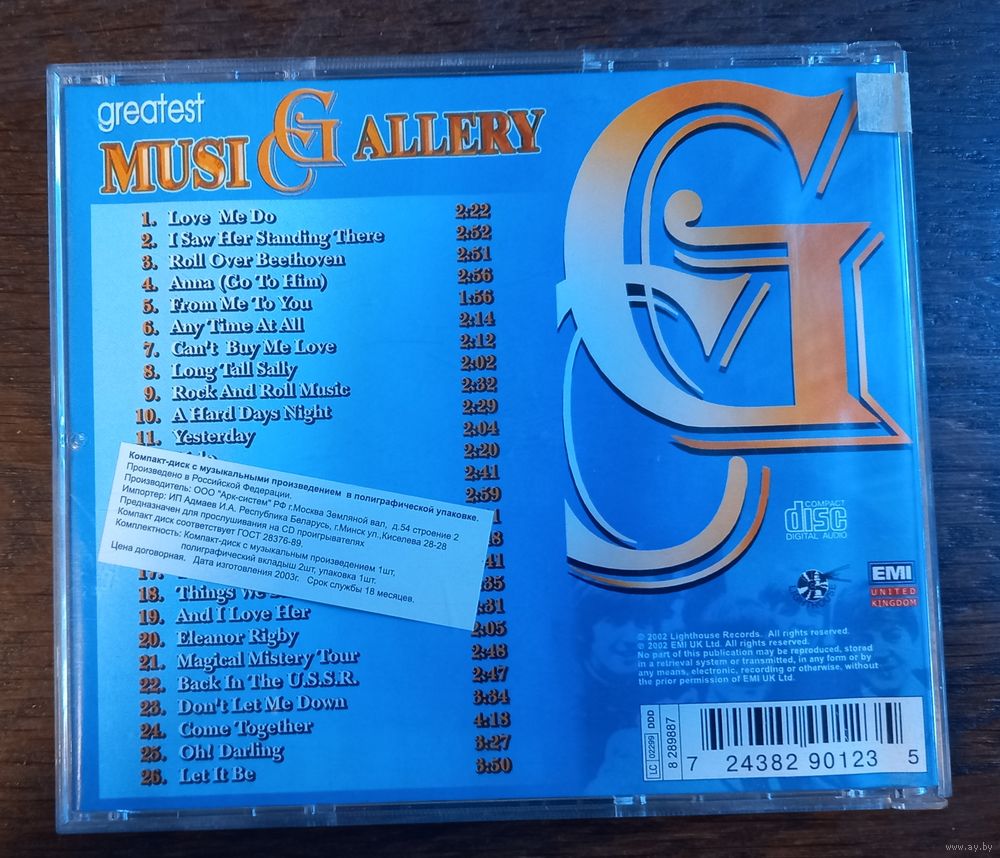 greatest
MUSI CG ALLERY
1. Love Me Do 2:22
2. I Saw Her Standing There 2:52
3. Roll Over Beethoven 2:51
4. Anna (Go To Him) 2:56
5. From Me To You 1:56
6. Any Time At All 2:14
7. Can't Buy Me Love 2:12
8. Long Tall Sally 2:02
9. Rock And Roll Music 2:32
10. A Hard Days Night 2:29
11. Yesterday 2:04
2:20
2:41
2:59
Компакт-диск с музыкальными произведением в полиграфической упаковке.
Произведено в Российской Федерации.
Производитель: ООО "Арк-систем" РФ г.Москва Земляной вал, д.54 строение 2
Импортер: ИП Адмаев И.А. Республика Беларусь, г.Минск ул.,Киселева 28-28
Предназначен для прослушивания на CD проигрывателях
Компакт диск соответствует ГОСТ 28376-89.
Комплектность: Компакт-диск с музыкальным произведением 1шт,
полиграфический вкладыш 2шт, упаковка 1шт.
Цена договорная. Дата изготовления 2003г. Срок службы 18 месяцев.
17. :41
18. Things We :35
19. And I Love Her :31
20. Eleanor Rigby 2:05
21. Magical Mistery Tour 2:48
22. Back In The U.S.S.R. 2:47
23. Don't Let Me Down 3:34
24. Come Together 4:18
25. Oh! Darling 3:27
26. Let It Be 3:50
CG
COMPACT
disc
DIGITAL AUDIO
LIGHTHOUSE
EMI
UNITED
KINGDOM
© 2002 Lighthouse Records. All rights reserved.
℗ 2002 EMI UK Ltd. All rights reserved.
No part of this publication may be reproduced, stored
in a retrieval system or transmitted, in any form or by
any means, electronic, recording or otherwise, without
the prior permission of EMI UK Ltd.
LC 02299 DDD
8 289887
7 24382 90123 5
www.ay.by